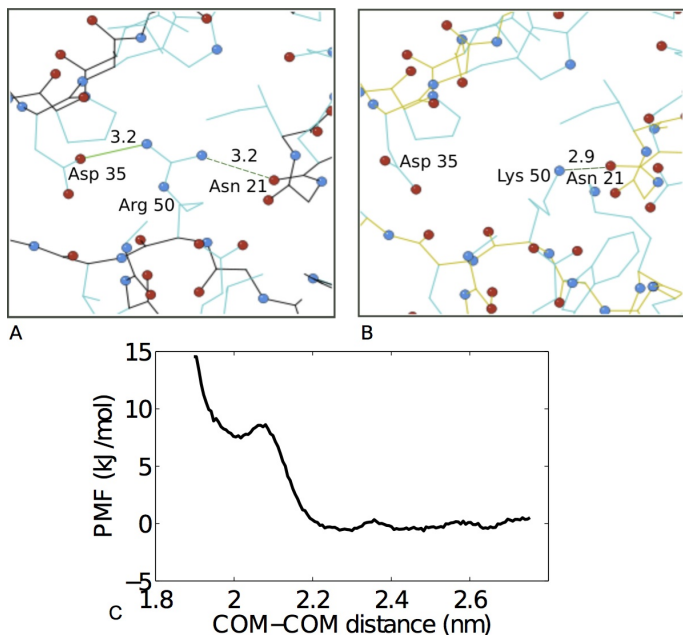 3.2
3.2
Asp 35
Asn 21
Arg 50
A
2.9
Asp 35
Lys 50
Asn 21
B
15
10
5
0
−5
PMF (kJ/mol)
C
1.8 2 2.2 2.4 2.6
COM−COM distance (nm)